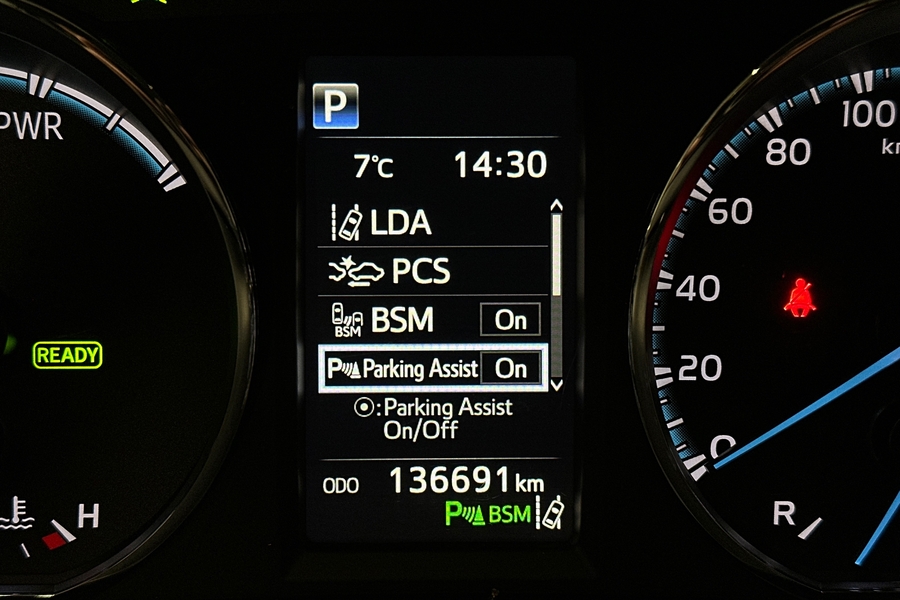 P
7℃ 14:30
LDA
PCS
BSM BSM On
P Parking Assist On
: Parking Assist
On/Off
ODO 136691 km
P BSM
PWR
READY
H
100
80
60
40
20
0
R